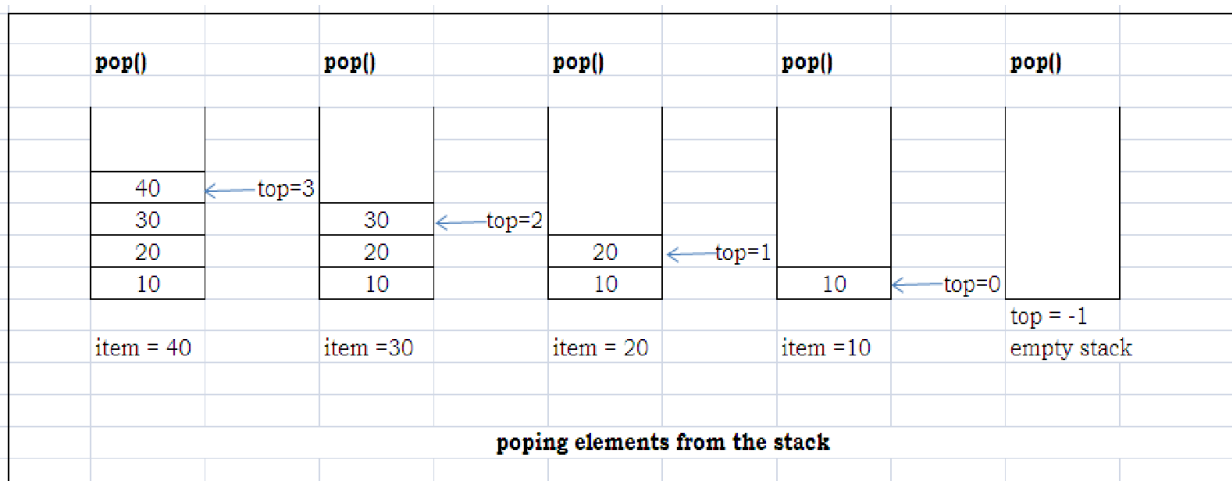 pop() pop() pop() pop() pop()
40 top=3
30 30 top=2
20 20 20 top=1
10 10 10 10 top=0
top = -1
item = 40 item =30 item = 20 item =10 empty stack
poping elements from the stack